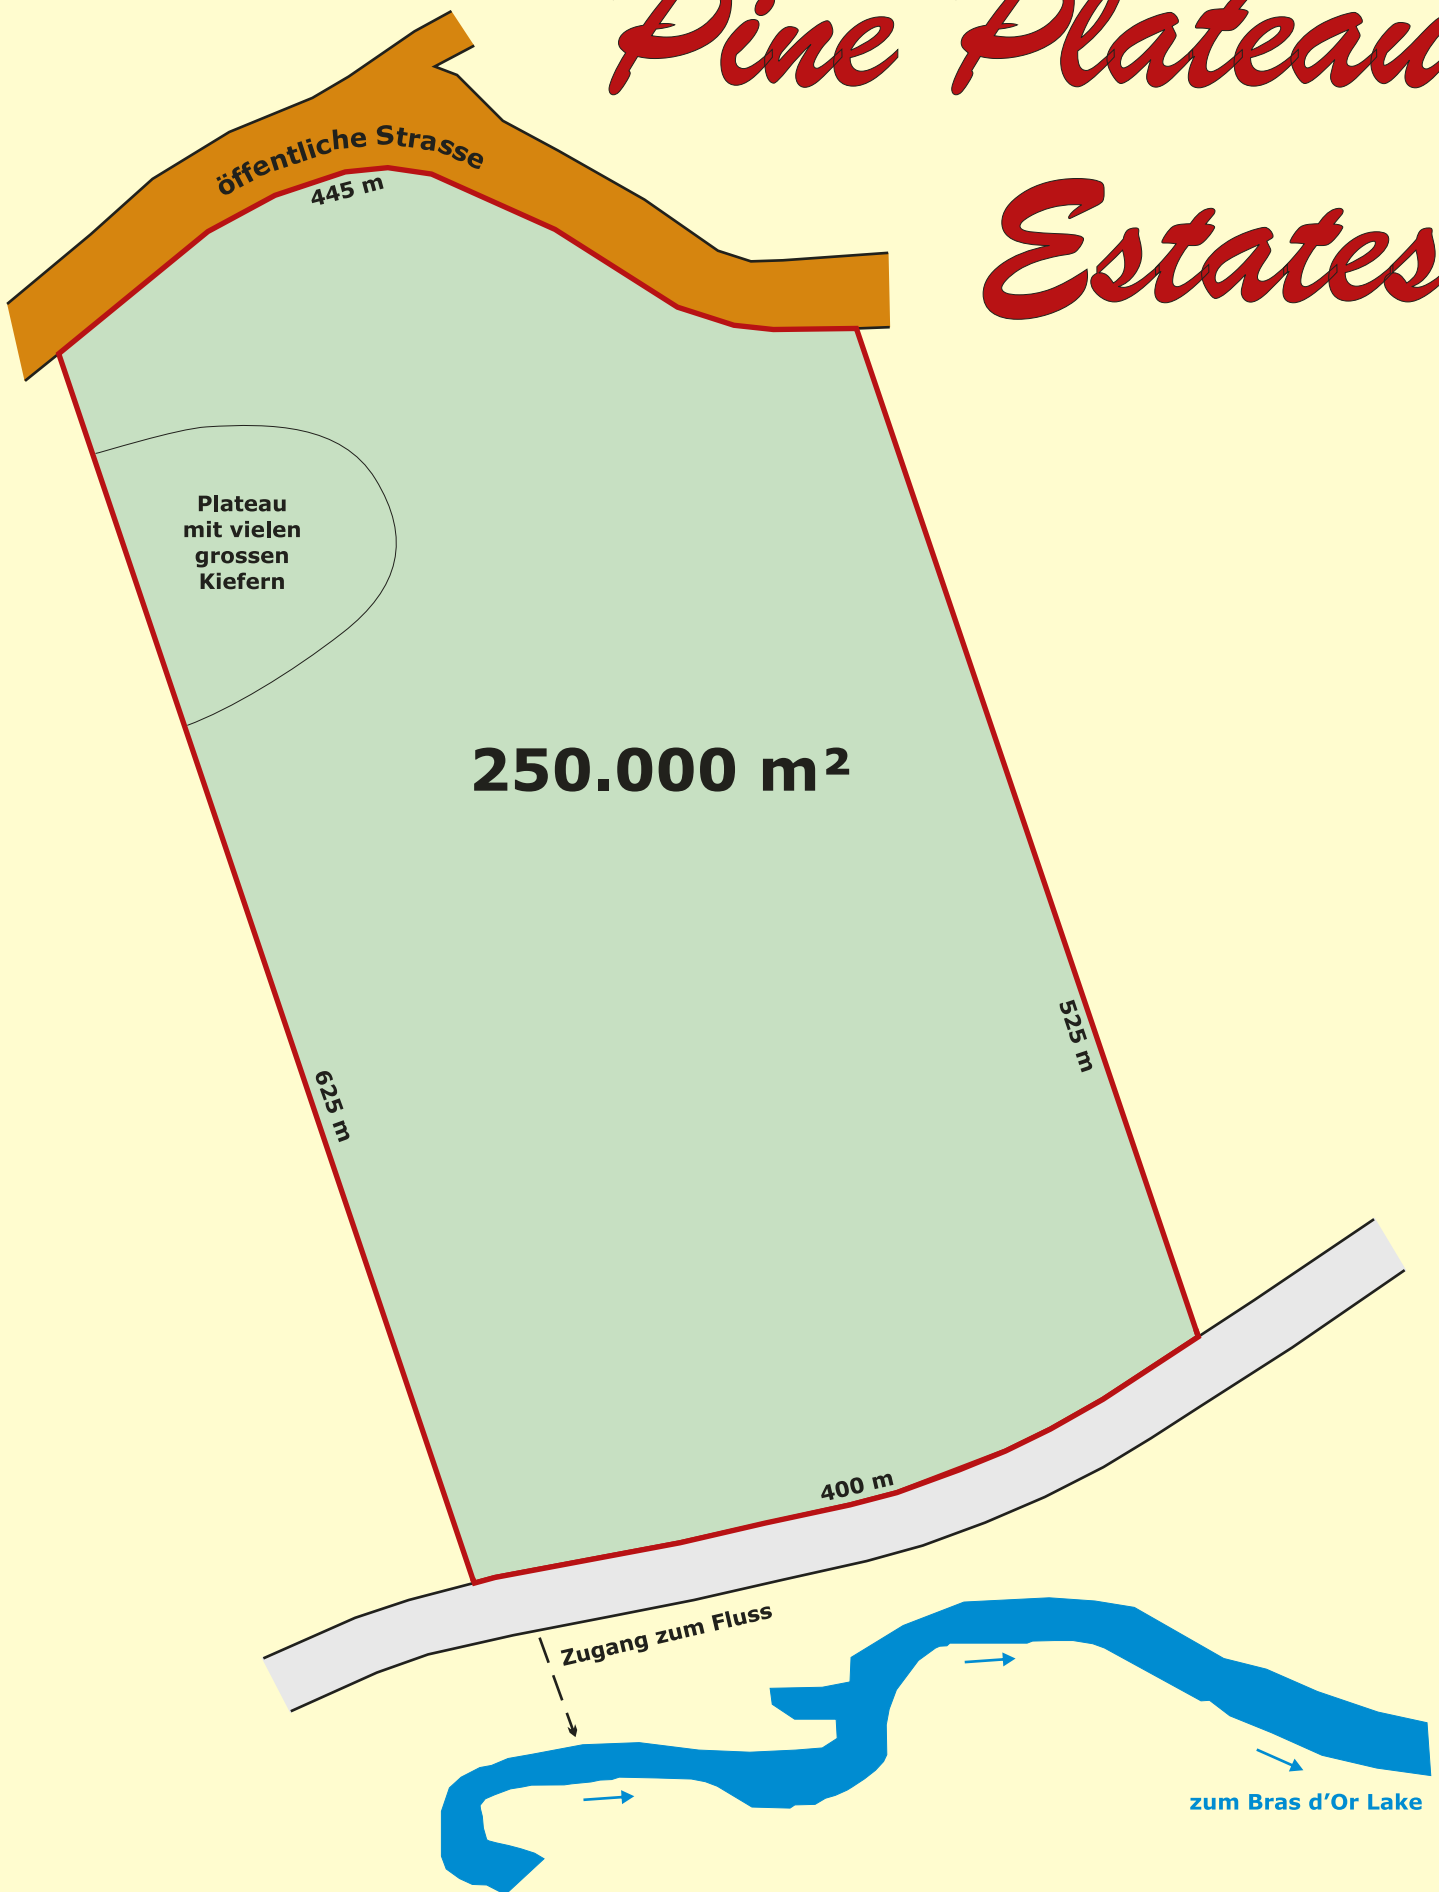 Pine Plateau
Estates
öffentliche Strasse
445 m
Plateau
mit vielen
grossen
Kiefern
250.000 m²
525 m
625 m
400 m
Zugang zum Fluss
zum Bras d’Or Lake